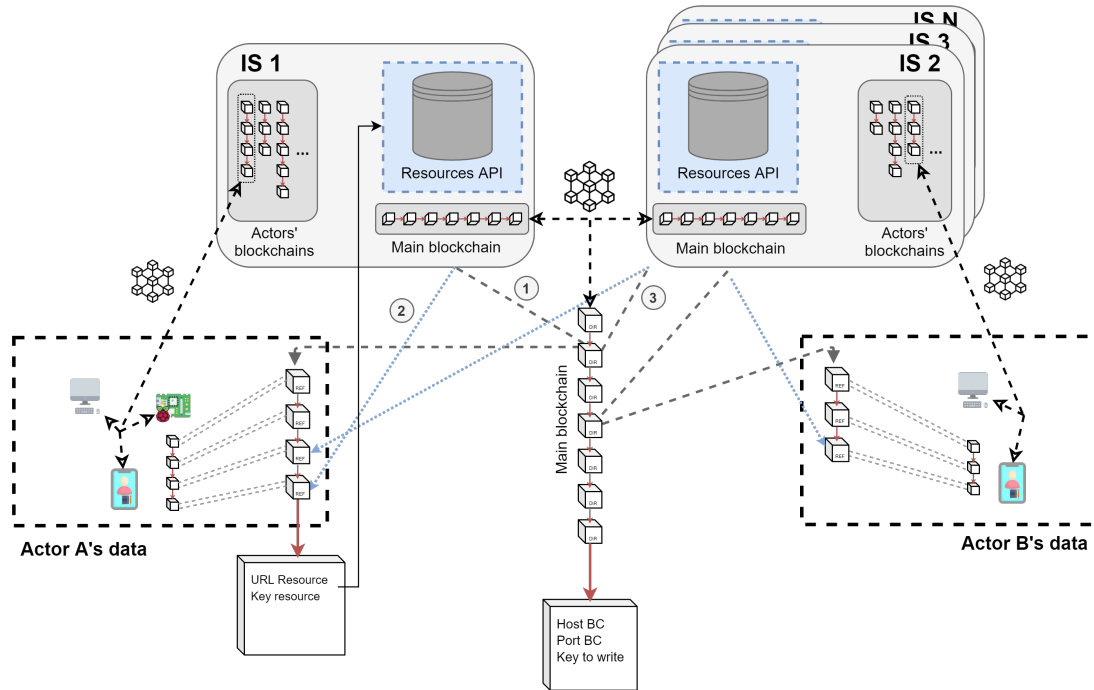 IS N
IS 3
IS 1
IS 2
Resources API
Resources API
...
...
Actors'
blockchains
Main blockchain
Main blockchain
Actors'
blockchains
1
2
3
DIR
DIR
DIR
DIR
DIR
DIR
DIR
Main blockchain
REF
REF
REF
REF
REF
REF
REF
Actor A's data
Actor B's data
URL Resource
Key resource
Host BC
Port BC
Key to write